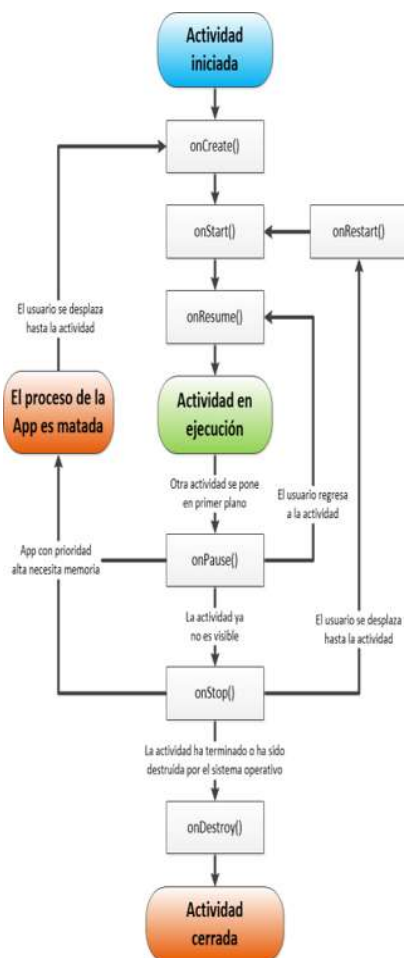 Actividad
iniciada
onCreate()
onStart()
onRestart()
onResume()
El usuario se desplaza
hasta la actividad
El proceso de la
App es matada
Actividad en
ejecución
Otra actividad se pone
en primer plano
El usuario regresa
a la actividad
App con prioridad
alta necesita memoria
onPause()
La actividad ya
no es visible
El usuario se desplaza
hasta la actividad
onStop()
La actividad ha terminado o ha sido
destruida por el sistema operativo
onDestroy()
Actividad
cerrada